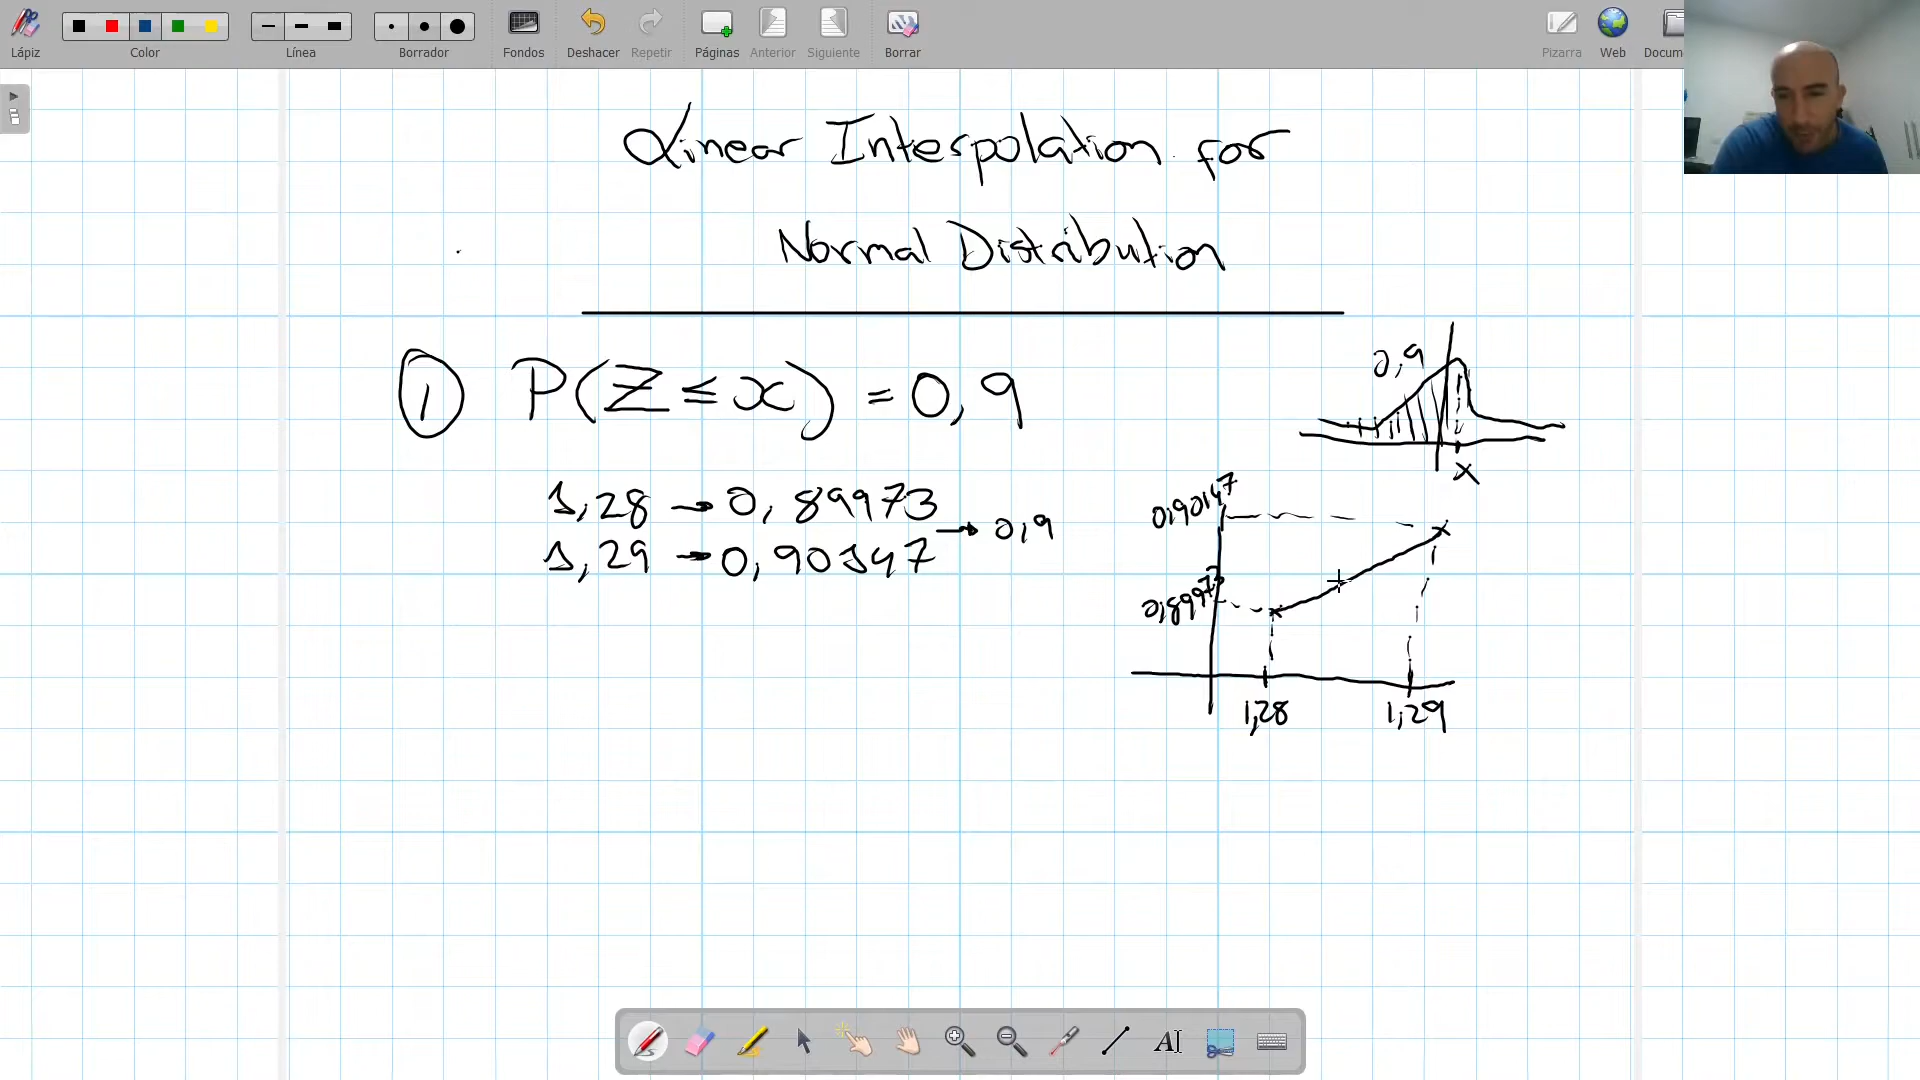 Lápiz Color Línea Borrador Fondos Deshacer Repetir Páginas Anterior Siguiente Borrar Pizarra Web Docum
Linear Interpolation for
Normal Distribution
1 P(Z ≤ x) = 0,9
0,9
x
1,28 → 0,89973
1,29 → 0,90147
→ 0,9
0,90147
0,89973
1,28 1,29
AI